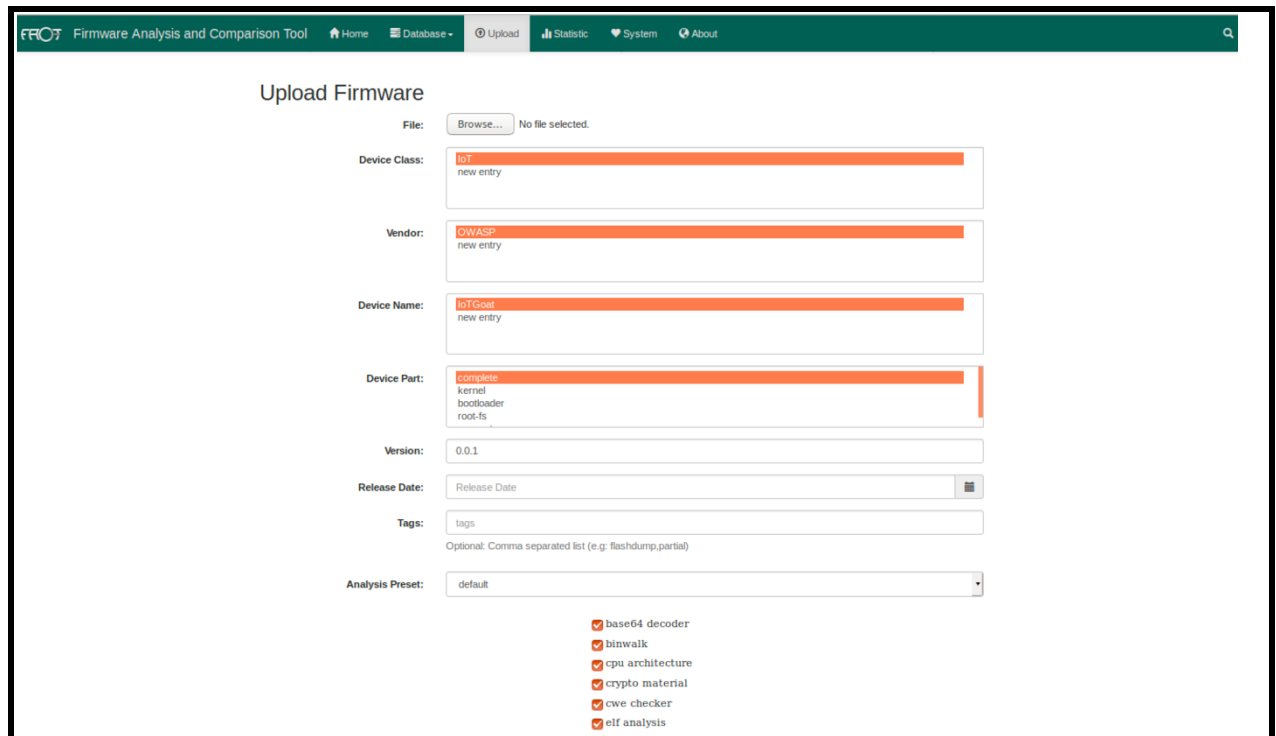 FACT Firmware Analysis and Comparison Tool Home Database Upload Statistic System About
Upload Firmware
File: Browse... No file selected.
Device Class: IoT
new entry
Vendor: OWASP
new entry
Device Name: IoTGoat
new entry
Device Part: complete
kernel
bootloader
root-fs
Version: 0.0.1
Release Date: Release Date
Tags: tags
Optional: Comma separated list (e.g: flashdump,partial)
Analysis Preset: default
base64 decoder
binwalk
cpu architecture
crypto material
cwe checker
elf analysis